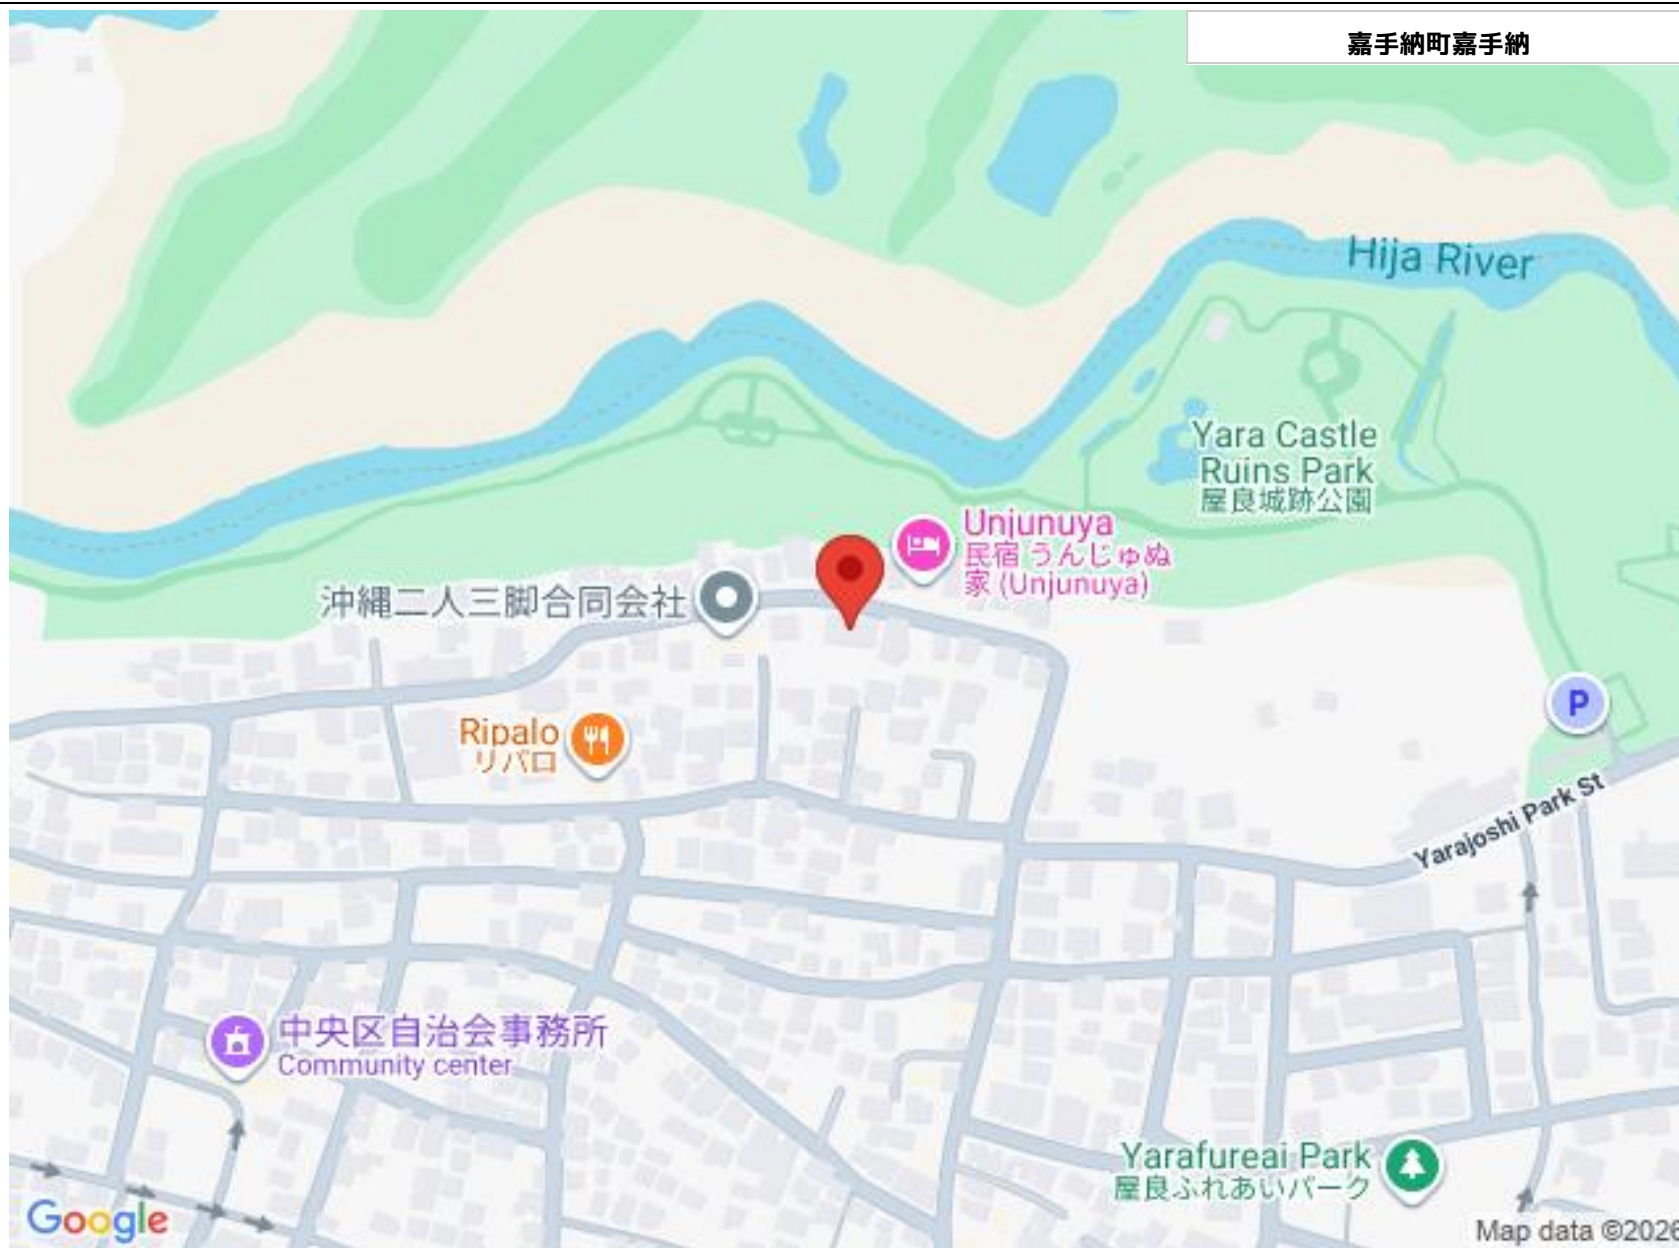 嘉手納町嘉手納
Hija River
Yara Castle
Ruins Park
屋良城跡公園
Unjunuya
民宿 うんじゅぬ
家 (Unjunuya)
沖縄二人三脚合同会社
P
Ripalo
リパロ
Yarajoshi Park St
中央区自治会事務所
Community center
Yarafureai Park
屋良ふれあいパーク
Google
Map data ©2026